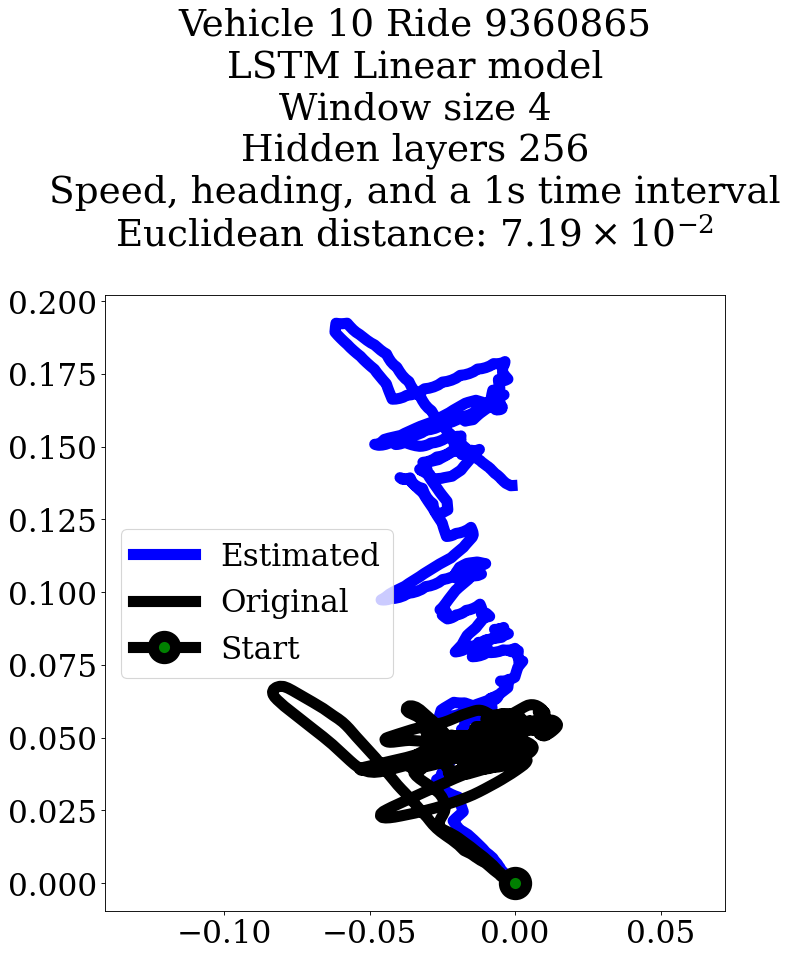 Vehicle 10 Ride 9360865
LSTM Linear model
Window size 4
Hidden layers 256
Speed, heading, and a 1s time interval
Euclidean distance: 7.19 × 10⁻²
0.200
0.175
0.150
0.125
0.100
0.075
0.050
0.025
0.000
Estimated
Original
Start
−0.10
−0.05
0.00
0.05